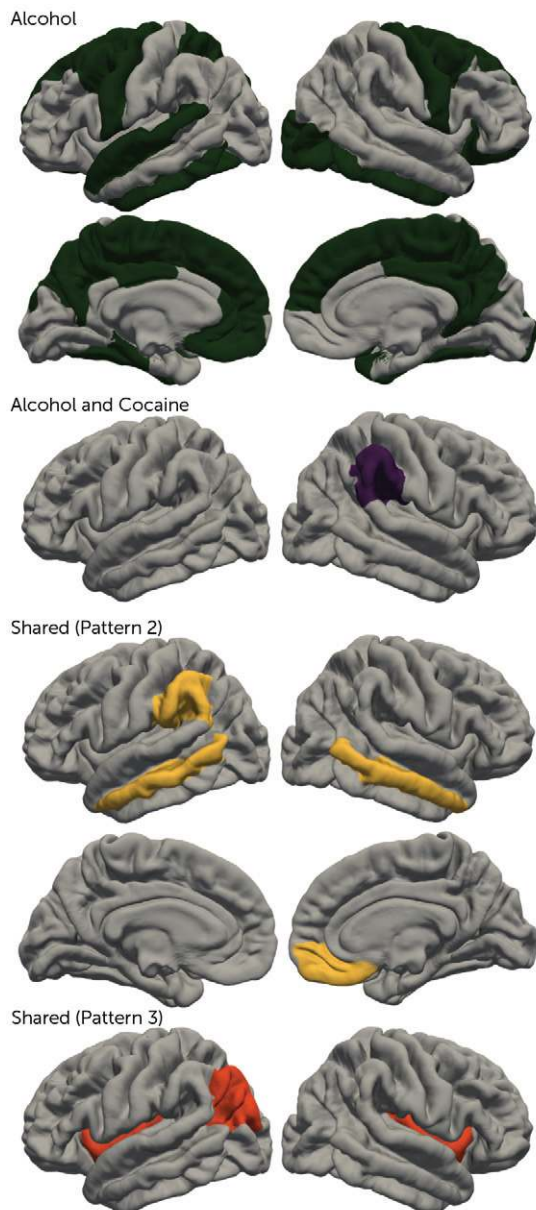 Alcohol
Alcohol and Cocaine
Shared (Pattern 2)
Shared (Pattern 3)